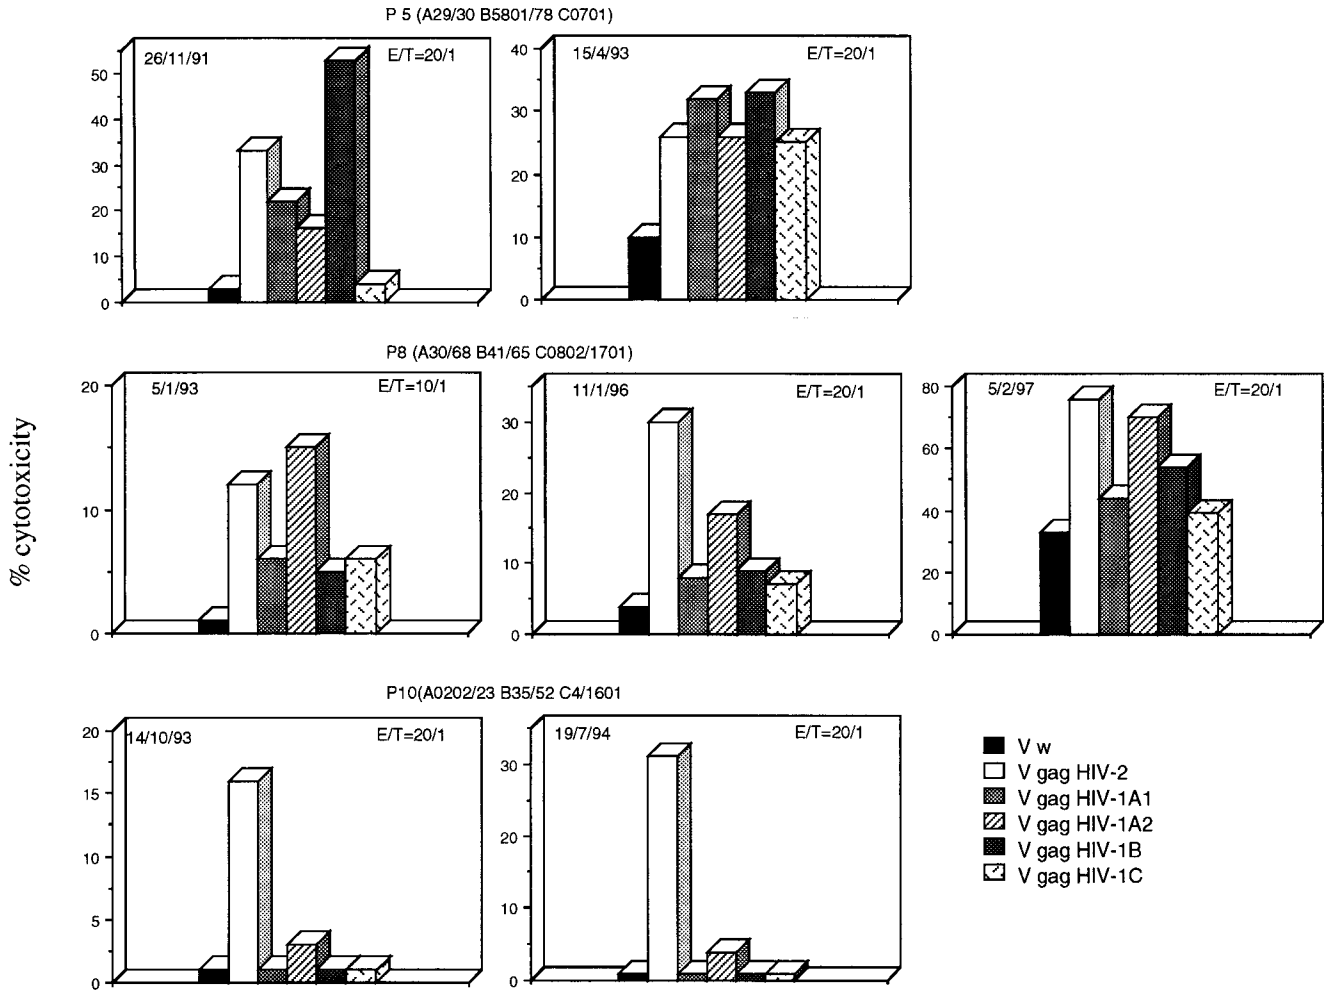 P 5 (A29/30 B5801/78 C0701)
26/11/91 E/T=20/1
50
40
30
20
10
0
15/4/93 E/T=20/1
40
30
20
10
0
% cytotoxicity
P8 (A30/68 B41/65 C0802/1701)
5/1/93 E/T=10/1
20
10
0
11/1/96 E/T=20/1
30
20
10
0
5/2/97 E/T=20/1
80
60
40
20
0
P10(A0202/23 B35/52 C4/1601
14/10/93 E/T=20/1
20
15
10
5
0
19/7/94 E/T=20/1
30
20
10
0
V w
V gag HIV-2
V gag HIV-1A1
V gag HIV-1A2
V gag HIV-1B
V gag HIV-1C